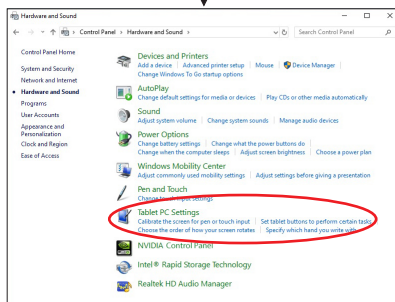 Hardware and Sound
Control Panel > Hardware and Sound >
Search Control Panel
Control Panel Home
System and Security
Network and Internet
Hardware and Sound
Programs
User Accounts
Appearance and
Personalization
Clock and Region
Ease of Access
Devices and Printers
Add a device | Advanced printer setup | Mouse | Device Manager |
Change Windows To Go startup options
AutoPlay
Change default settings for media or devices | Play CDs or other media automatically
Sound
Adjust system volume | Change system sounds | Manage audio devices
Power Options
Change battery settings | Change what the power buttons do |
Change when the computer sleeps | Adjust screen brightness | Choose a power plan
Windows Mobility Center
Adjust commonly used mobility settings | Adjust settings before giving a presentation
Pen and Touch
Change touch input settings
Tablet PC Settings
Calibrate the screen for pen or touch input | Set tablet buttons to perform certain tasks
Choose the order of how your screen rotates | Specify which hand you write with
NVIDIA Control Panel
Intel® Rapid Storage Technology
Realtek HD Audio Manager